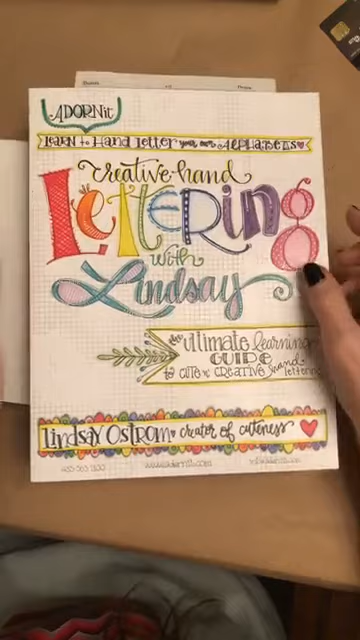 ADORNit
LEARN to Hand Letter your own ALPHABETS
creative hand
LETTERING
with
Lindsay
the ultimate learning
GUIDE
to CUTE n CREATIVE hand
lettering
Lindsay Ostrom creator of cuteness